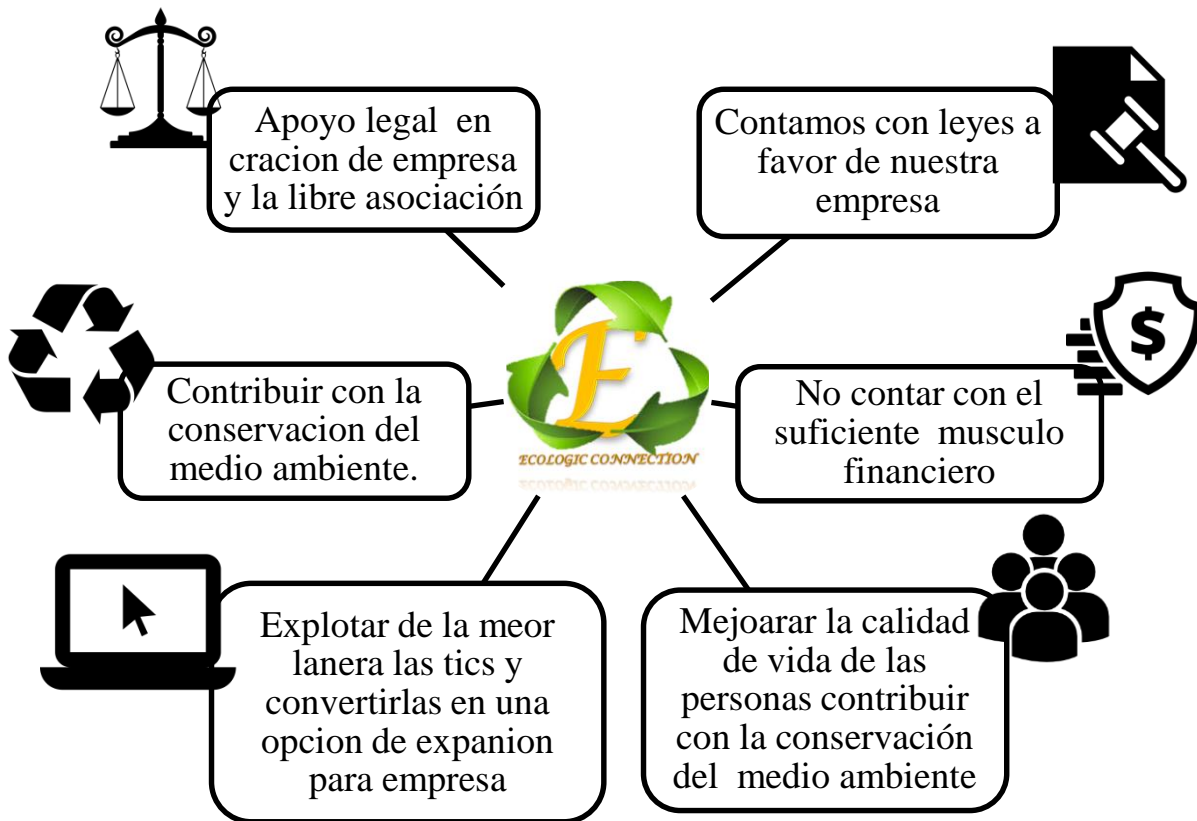 Apoyo legal en
cracion de empresa
y la libre asociación
Contamos con leyes a
favor de nuestra
empresa
Contribuir con la
conservacion del
medio ambiente.
E
ECOLOGIC CONNECTION
$
No contar con el
suficiente musculo
financiero
Explotar de la meor
lanera las tics y
convertirlas en una
opcion de expanion
para empresa
Mejoarar la calidad
de vida de las
personas contribuir
con la conservación
del medio ambiente